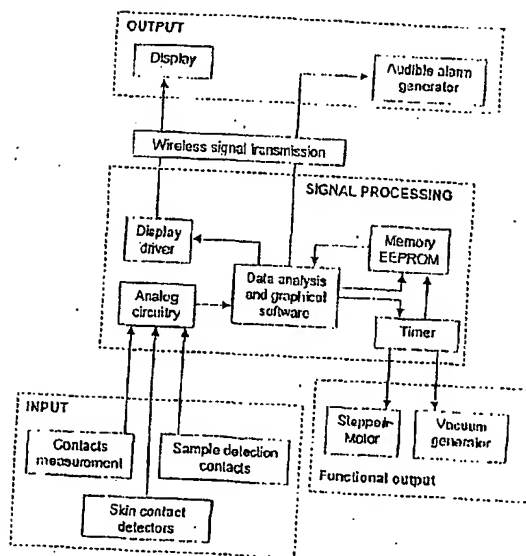 OUTPUT
Display
Audible alarm
generator
Wireless signal transmission
SIGNAL PROCESSING
Display
driver
Memory
EEPROM
Data analysis
and graphical
software
Analog
circuitry
Timer
INPUT
Contacts
measurement
Sample detection
contacts
Skin contact
detectors
Stepper
Motor
Vacuum
generator
Functional output